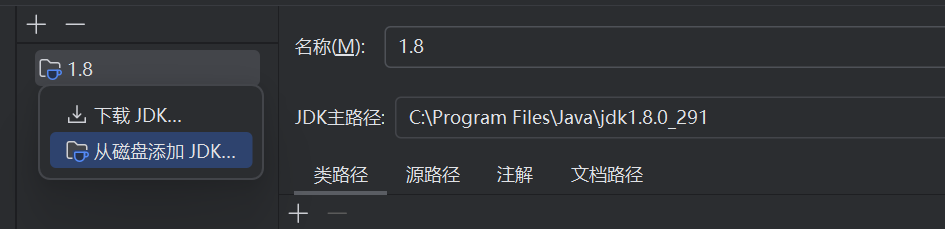 1.8
下载 JDK...
从磁盘添加 JDK...
名称(M): 1.8
JDK主路径: C:\Program Files\Java\jdk1.8.0_291
类路径 源路径 注解 文档路径